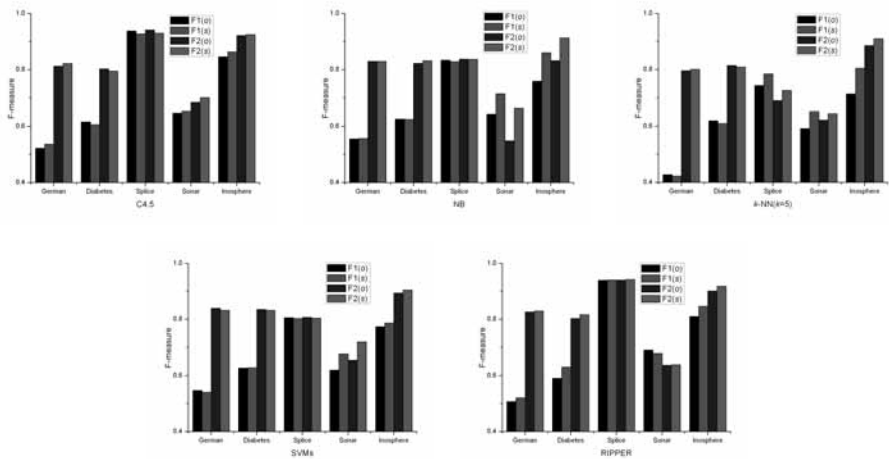 F1(o)
F1(s)
F2(o)
F2(s)
1.0
0.8
0.6
0.4
F-measure
German Diabetes Splice Sonar Inosphere
C4.5
F1(o)
F1(s)
F2(o)
F2(s)
1.0
0.8
0.6
0.4
F-measure
German Diabetes Splice Sonar Inosphere
NB
F1(o)
F1(s)
F2(o)
F2(s)
1.0
0.8
0.6
0.4
F-measure
German Diabetes Splice Sonar Inosphere
k-NN(k=5)
F1(o)
F1(s)
F2(o)
F2(s)
1.0
0.8
0.6
0.4
F-measure
German Diabetes Splice Sonar Inosphere
SVMs
F1(o)
F1(s)
F2(o)
F2(s)
1.0
0.8
0.6
0.4
F-measure
German Diabetes Splice Sonar Inosphere
RIPPER